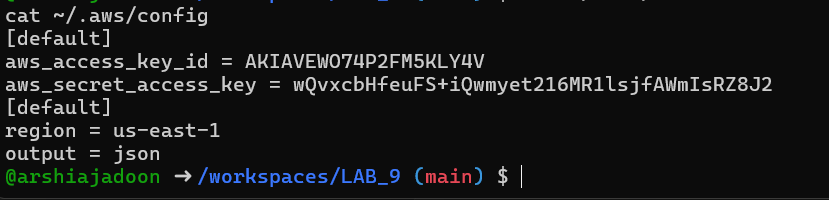 cat ~/.aws/config
[default]
aws_access_key_id = AKIAVEWO74P2FM5KLY4V
aws_secret_access_key = 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
[default]
region = us-east-1
output = json
@arshiajadoon ➜ /workspaces/LAB_9 (main) $